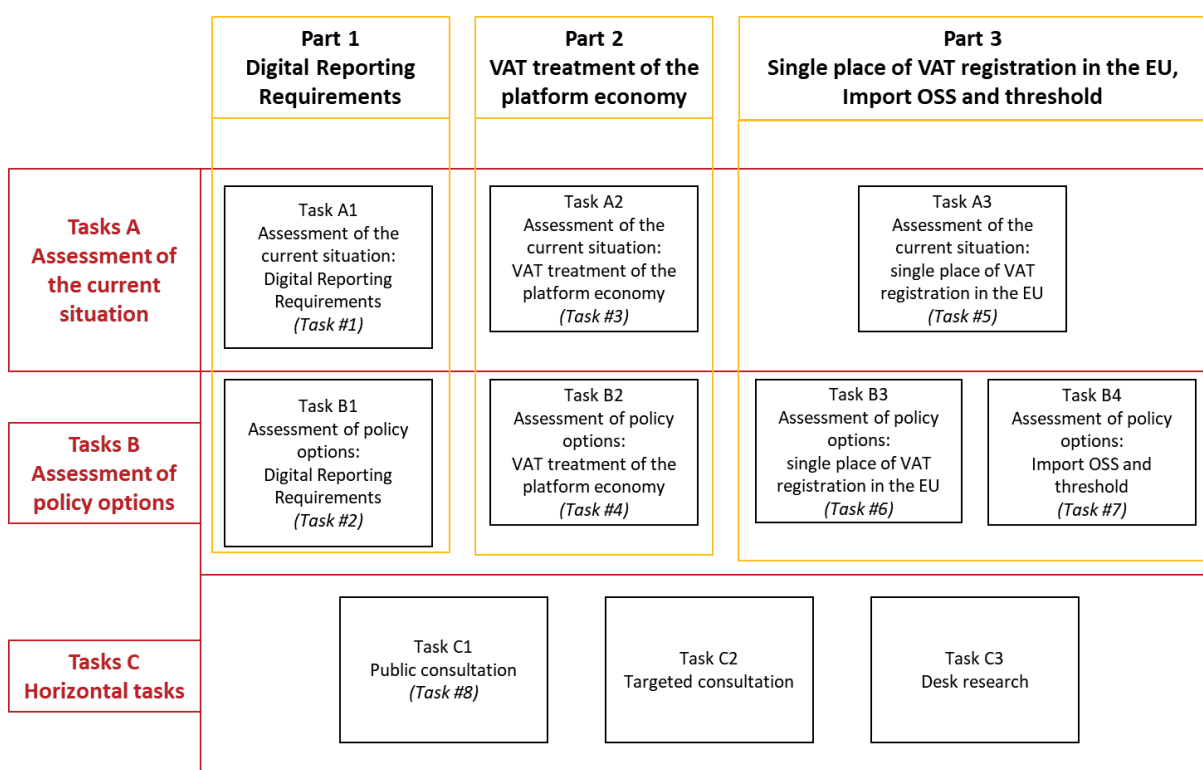 Part 1
Digital Reporting
Requirements
Part 2
VAT treatment of the
platform economy
Part 3
Single place of VAT registration in the EU,
Import OSS and threshold
Tasks A
Assessment of
the current
situation
Task A1
Assessment of the
current situation:
Digital Reporting
Requirements
(Task #1)
Task A2
Assessment of the
current situation:
VAT treatment of the
platform economy
(Task #3)
Task A3
Assessment of the
current situation:
single place of VAT
registration in the EU
(Task #5)
Tasks B
Assessment of
policy options
Task B1
Assessment of policy
options:
Digital Reporting
Requirements
(Task #2)
Task B2
Assessment of policy
options:
VAT treatment of the
platform economy
(Task #4)
Task B3
Assessment of policy
options:
single place of VAT
registration in the EU
(Task #6)
Task B4
Assessment of policy
options:
Import OSS and
threshold
(Task #7)
Tasks C
Horizontal tasks
Task C1
Public consultation
(Task #8)
Task C2
Targeted consultation
Task C3
Desk research